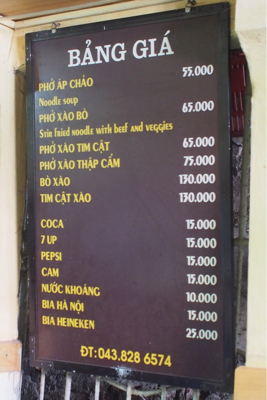 BẢNG GIÁ
PHỞ ÁP CHẢO 55.000
Noodle soup
PHỞ XÀO BÒ 65.000
Stir fried noodle with beef and veggies
PHỞ XÀO TIM CẬT 65.000
PHỞ XÀO THẬP CẨM 75.000
BÒ XÀO 130.000
TIM CẬT XÀO 130.000
COCA 15.000
7 UP 15.000
PEPSI 15.000
CAM 15.000
NƯỚC KHOÁNG 10.000
BIA HÀ NỘI 15.000
BIA HEINEKEN 25.000
ĐT:043.828 6574